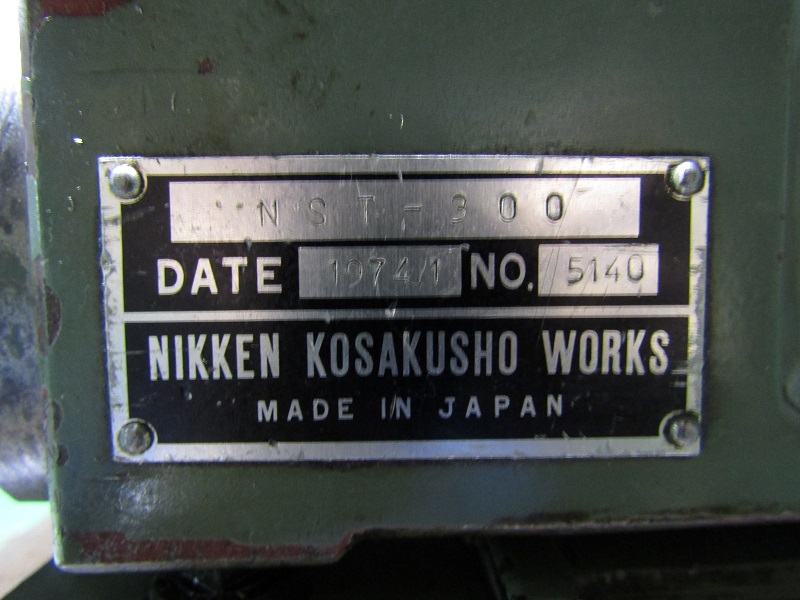 NST-300
DATE 1974/1 NO. 5140
NIKKEN KOSAKUSHO WORKS
MADE IN JAPAN